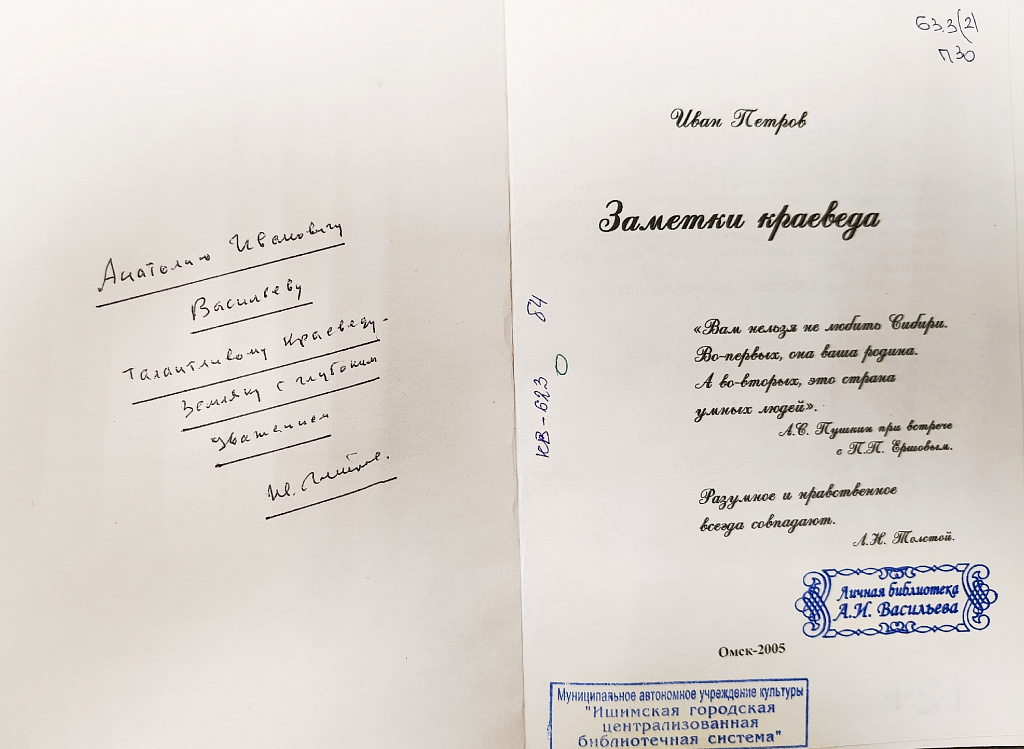 Анатолию Ивановичу
Васильеву
талантливому краеведу-
земляку с глубоким
уважением
63.3(2)
П30
Иван Петров
Заметки краеведа
«Вам нельзя не любить Сибири.
Во-первых, она ваша родина.
А во-вторых, это страна
умных людей».
А.С. Пушкин при встрече
с П.П. Ершовым.
Разумное и нравственное
всегда совпадают.
Л.Н. Толстой.
КВ-623 84
Личная библиотека
А.И. Васильева
Омск-2005
Муниципальное автономное учреждение культуры
"Ишимская городская
централизованная
библиотечная система"